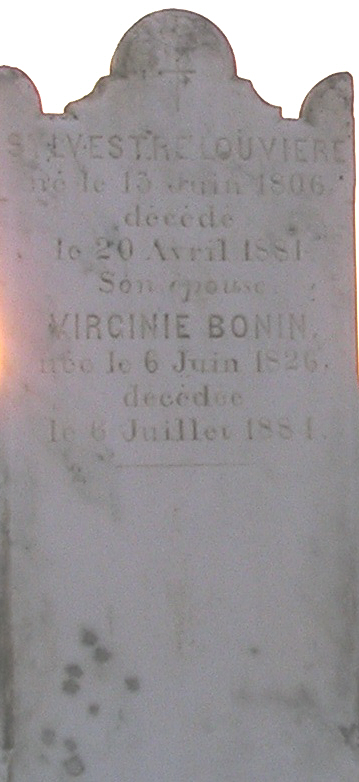 SYLVESTRE LOUVIERE
né le 15 Juin 1806
décédé
le 20 Avril 1881
Son épouse
VIRGINIE BONIN.
née le 6 Juin 1826.
décédée
le 6 Juillet 1884.